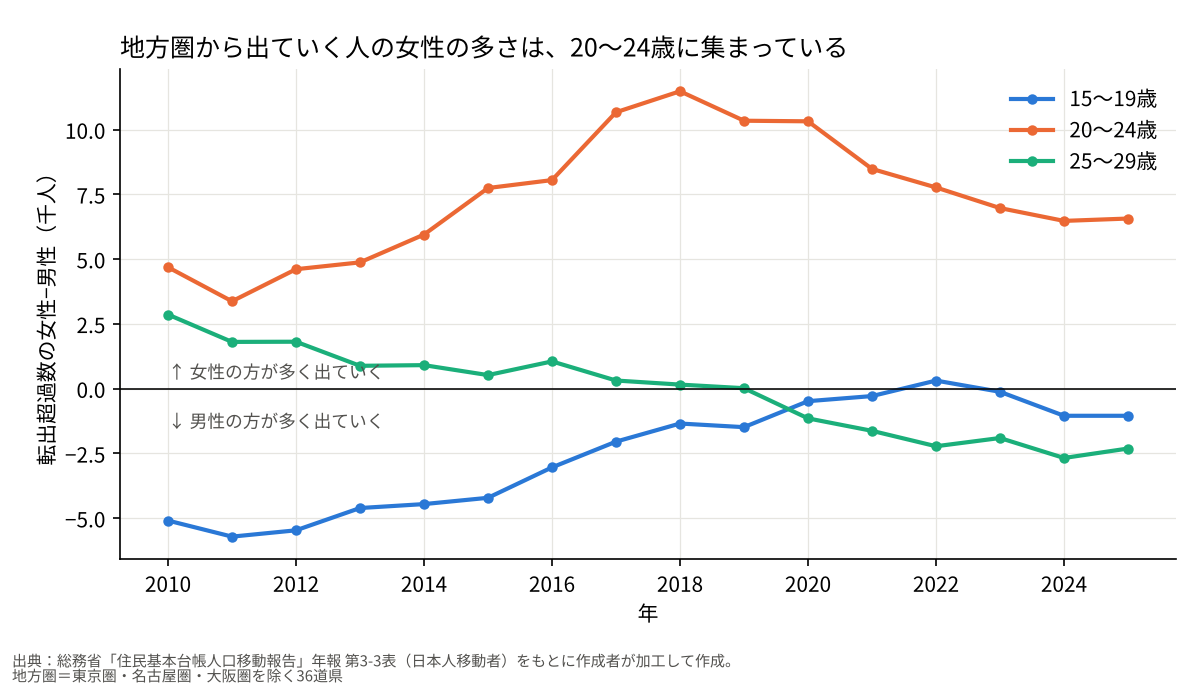 地方圏から出ていく人の女性の多さは、20〜24歳に集まっている
転出超過数の女性−男性（千人）
10.0
7.5
5.0
2.5
0.0
−2.5
−5.0
15〜19歳
20〜24歳
25〜29歳
↑ 女性の方が多く出ていく
↓ 男性の方が多く出ていく
2010
2012
2014
2016
2018
2020
2022
2024
年
出典：総務省「住民基本台帳人口移動報告」年報 第3-3表（日本人移動者）をもとに作成者が加工して作成。
地方圏＝東京圏・名古屋圏・大阪圏を除く36道県